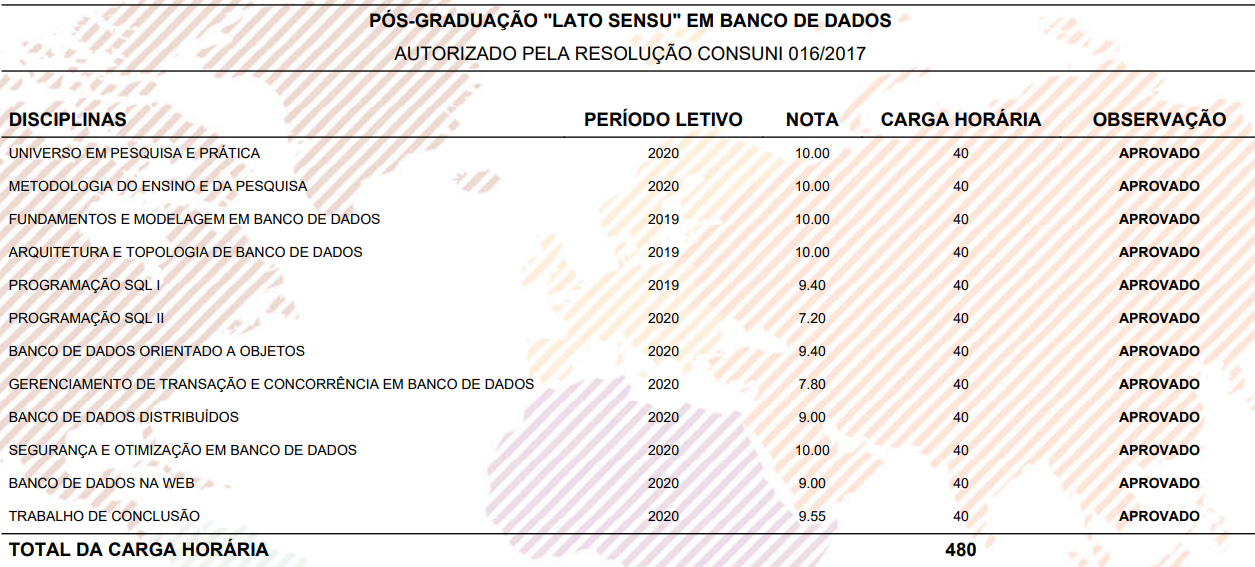 PÓS-GRADUAÇÃO "LATO SENSU" EM BANCO DE DADOS
AUTORIZADO PELA RESOLUÇÃO CONSUNI 016/2017
DISCIPLINAS PERÍODO LETIVO NOTA CARGA HORÁRIA OBSERVAÇÃO
UNIVERSO EM PESQUISA E PRÁTICA 2020 10.00 40 APROVADO
METODOLOGIA DO ENSINO E DA PESQUISA 2020 10.00 40 APROVADO
FUNDAMENTOS E MODELAGEM EM BANCO DE DADOS 2019 10.00 40 APROVADO
ARQUITETURA E TOPOLOGIA DE BANCO DE DADOS 2019 10.00 40 APROVADO
PROGRAMAÇÃO SQL I 2019 9.40 40 APROVADO
PROGRAMAÇÃO SQL II 2020 7.20 40 APROVADO
BANCO DE DADOS ORIENTADO A OBJETOS 2020 9.40 40 APROVADO
GERENCIAMENTO DE TRANSAÇÃO E CONCORRÊNCIA EM BANCO DE DADOS 2020 7.80 40 APROVADO
BANCO DE DADOS DISTRIBUÍDOS 2020 9.00 40 APROVADO
SEGURANÇA E OTIMIZAÇÃO EM BANCO DE DADOS 2020 10.00 40 APROVADO
BANCO DE DADOS NA WEB 2020 9.00 40 APROVADO
TRABALHO DE CONCLUSÃO 2020 9.55 40 APROVADO
TOTAL DA CARGA HORÁRIA 480